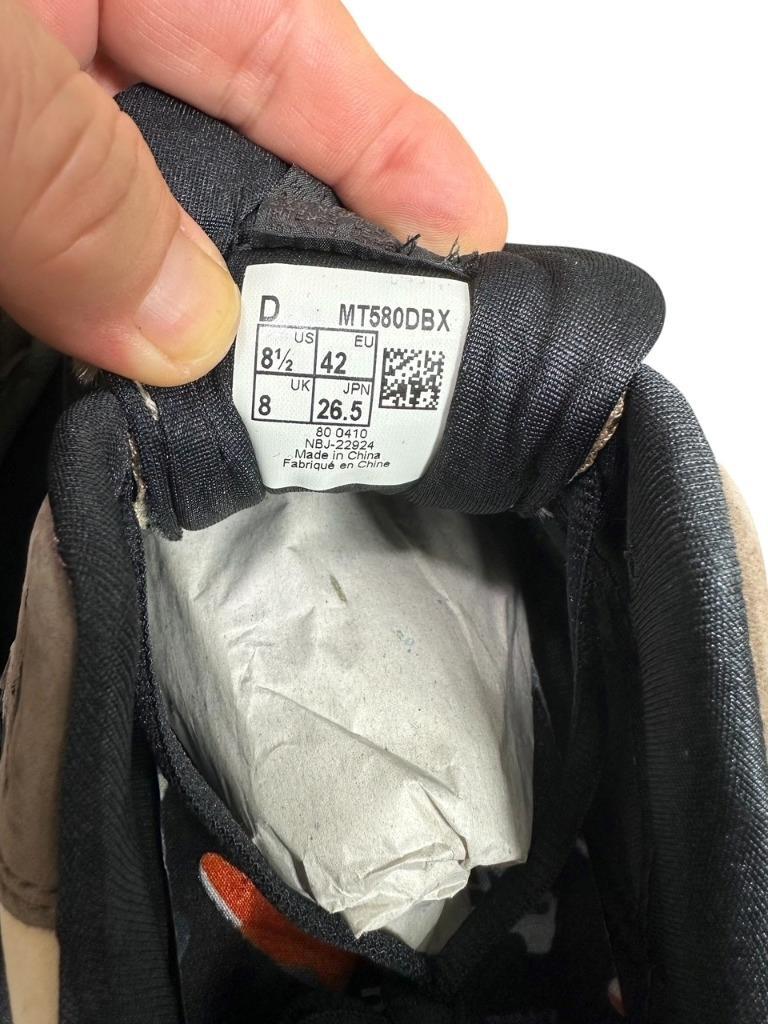 D MT580DBX
US EU
8½ 42
UK JPN
8 26.5
80 0410
NBJ-22924
Made in China
Fabriqué en Chine